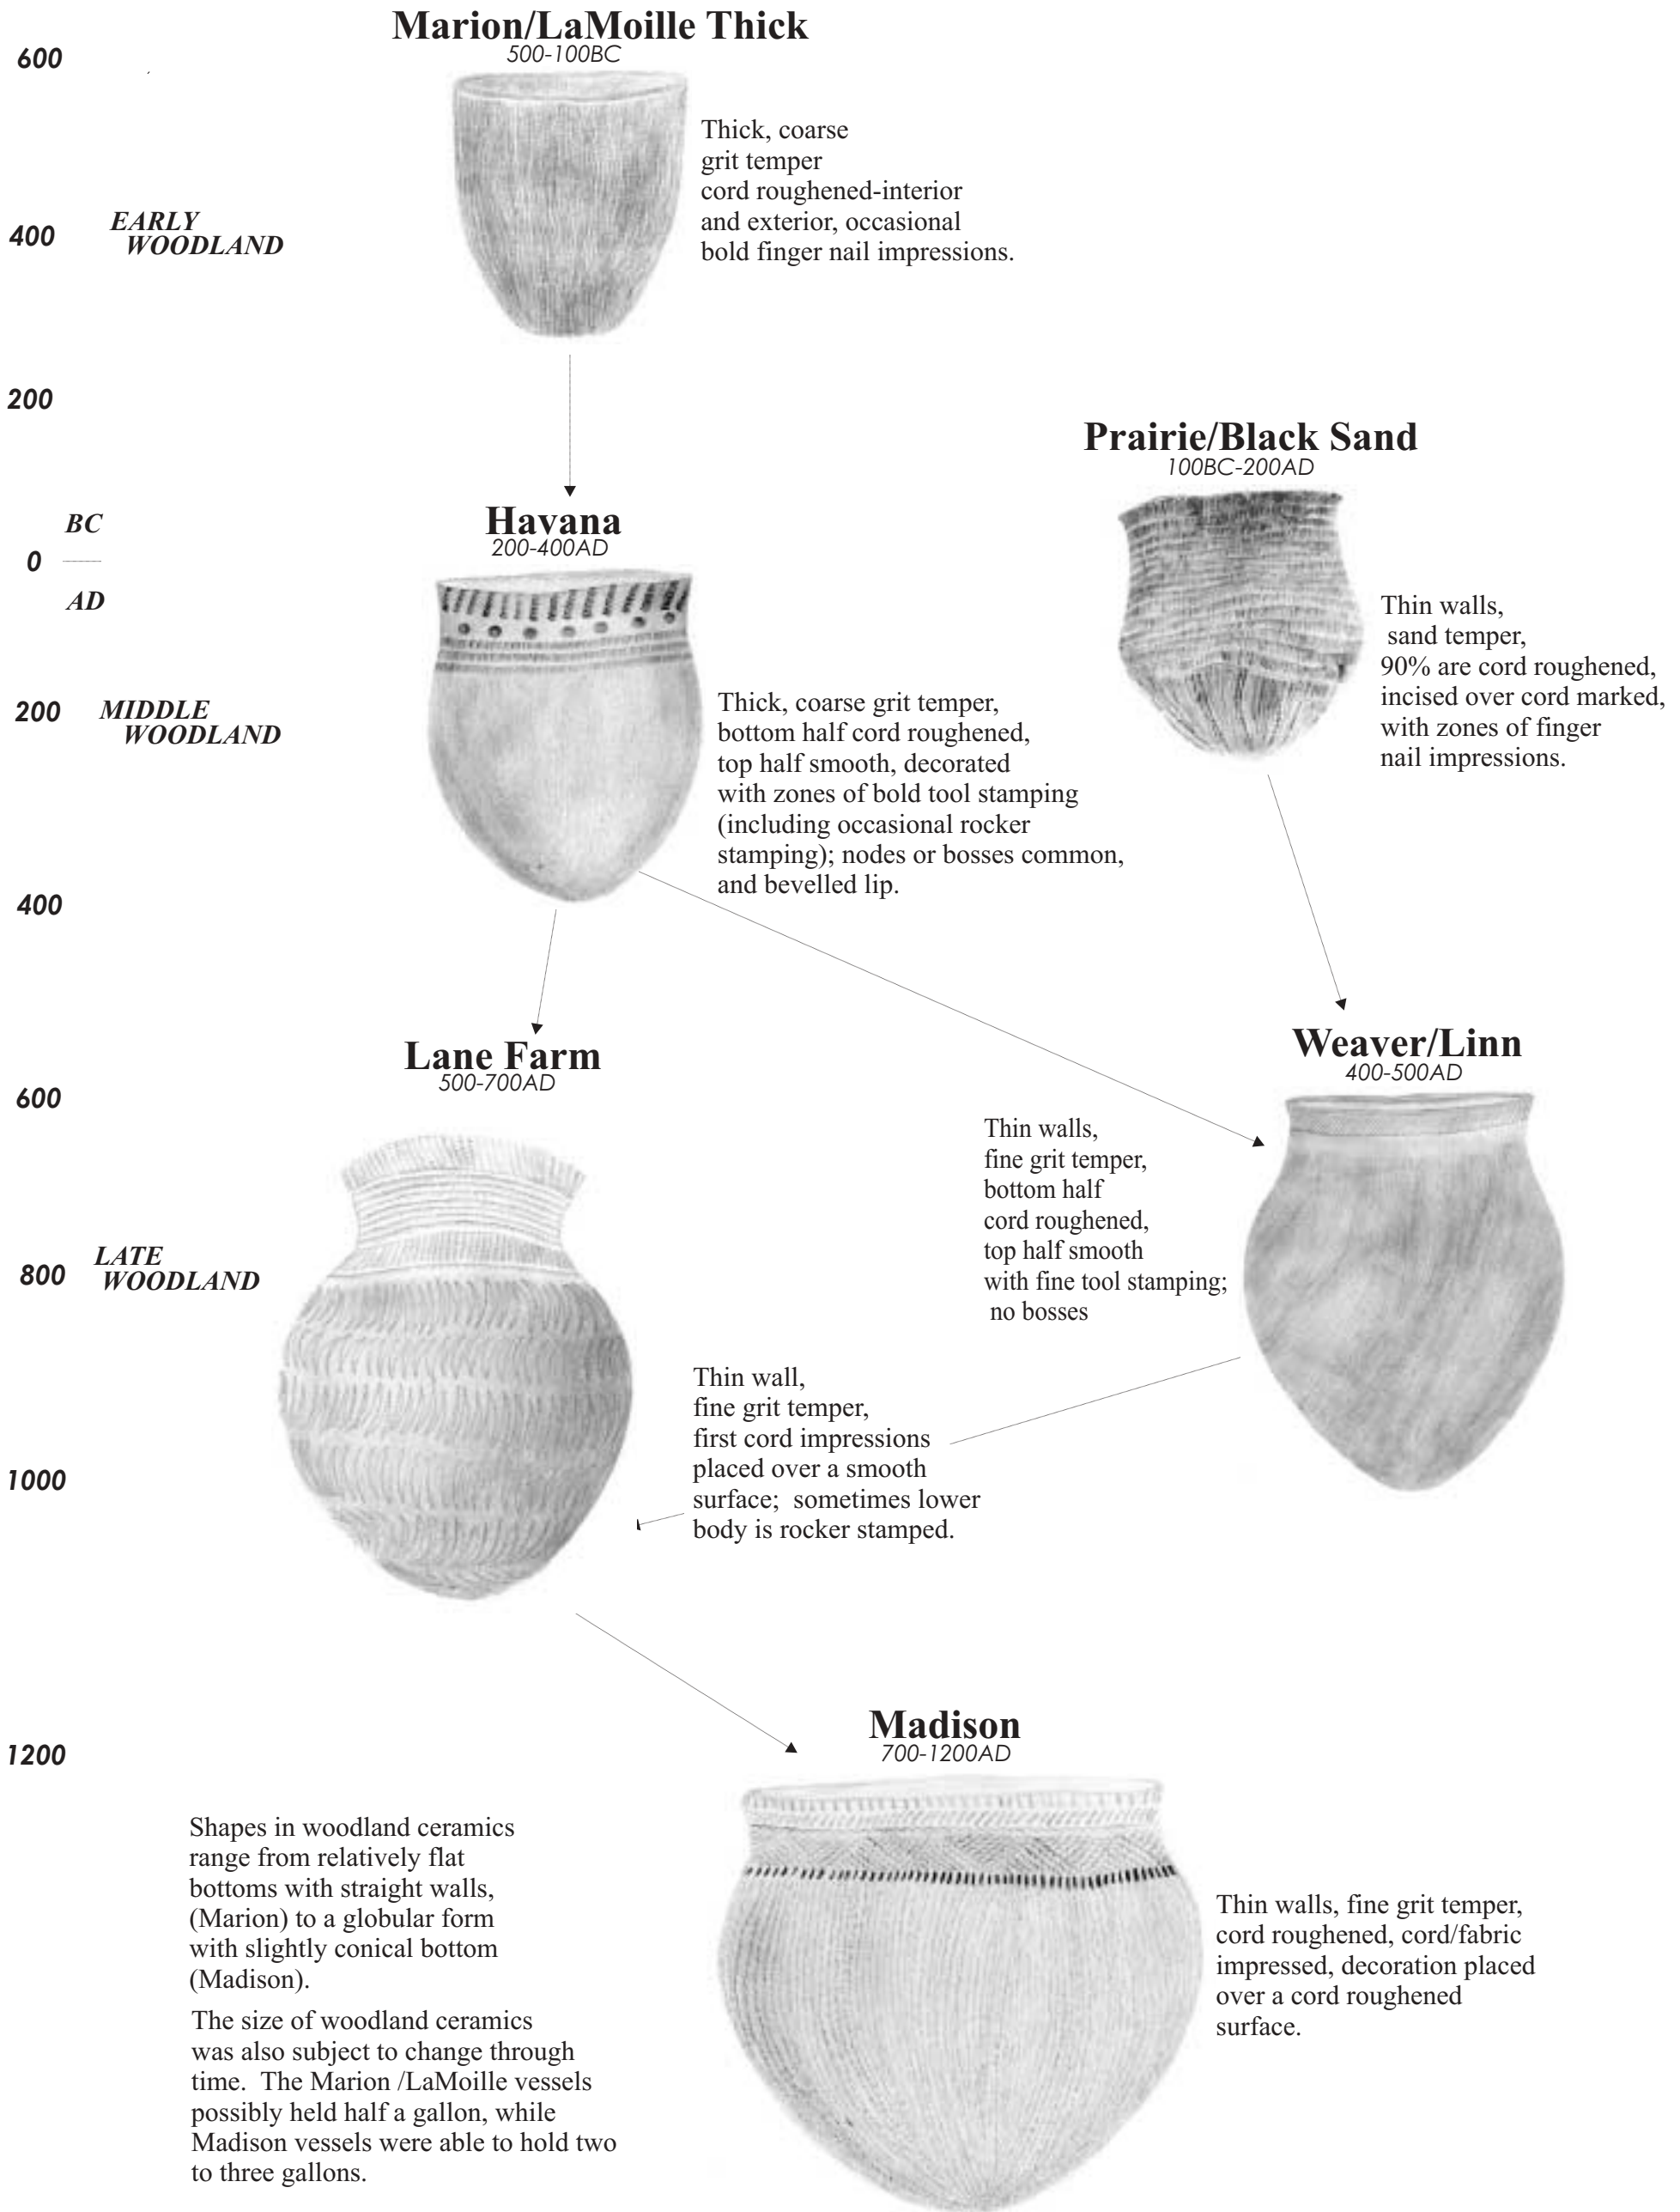 Marion/LaMoille Thick
500-100BC
600
Thick, coarse
grit temper
cord roughened-interior
and exterior, occasional
bold finger nail impressions.
EARLY
WOODLAND
400
200
Prairie/Black Sand
100BC-200AD
Thin walls,
sand temper,
90% are cord roughened,
incised over cord marked,
with zones of finger
nail impressions.
BC
0
AD
Havana
200-400AD
200
MIDDLE
WOODLAND
Thick, coarse grit temper,
bottom half cord roughened,
top half smooth, decorated
with zones of bold tool stamping
(including occasional rocker
stamping); nodes or bosses common,
and bevelled lip.
400
Lane Farm
500-700AD
600
Weaver/Linn
400-500AD
Thin walls,
fine grit temper,
bottom half
cord roughened,
top half smooth
with fine tool stamping;
no bosses
LATE
WOODLAND
800
Thin wall,
fine grit temper,
first cord impressions
placed over a smooth
surface; sometimes lower
body is rocker stamped.
1000
Madison
700-1200AD
1200
Shapes in woodland ceramics
range from relatively flat
bottoms with straight walls,
(Marion) to a globular form
with slightly conical bottom
(Madison).
The size of woodland ceramics
was also subject to change through
time. The Marion /LaMoille vessels
possibly held half a gallon, while
Madison vessels were able to hold two
to three gallons.
Thin walls, fine grit temper,
cord roughened, cord/fabric
impressed, decoration placed
over a cord roughened
surface.